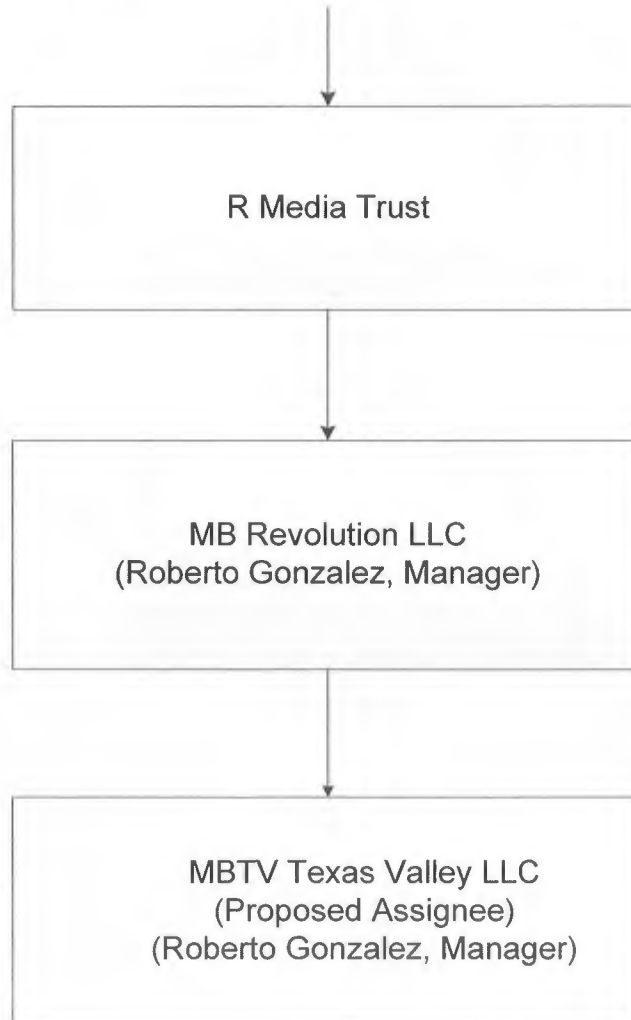 R Media Trust
MB Revolution LLC
(Roberto Gonzalez, Manager)
MBTV Texas Valley LLC
(Proposed Assignee)
(Roberto Gonzalez, Manager)